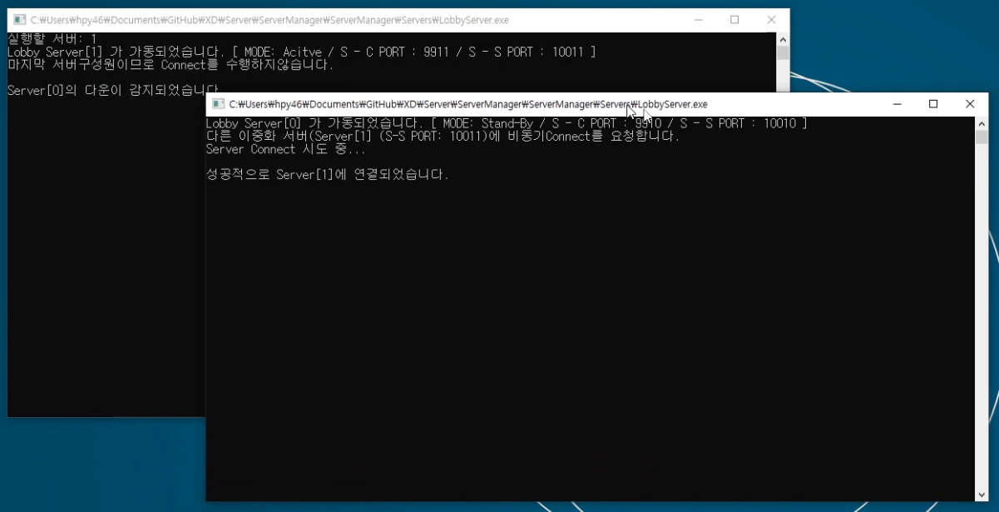 C:₩Users₩hpy46₩Documents₩GitHub₩XD₩Server₩ServerManager₩ServerManager₩Servers₩LobbyServer.exe
실행할 서버: 1
Lobby Server[1] 가 가동되었습니다. [ MODE: Acitve / S - C PORT : 9911 / S - S PORT : 10011 ]
마지막 서버구성원이므로 Connect를 수행하지않습니다.
Server[0]의 다운이 감지되었습니다
C:₩Users₩hpy46₩Documents₩GitHub₩XD₩Server₩ServerManager₩ServerManager₩Servers₩LobbyServer.exe
Lobby Server[0] 가 가동되었습니다. [ MODE: Stand-By / S - C PORT : 9910 / S - S PORT : 10010 ]
다른 이중화 서버(Server[1] (S-S PORT: 10011)에 비동기Connect를 요청합니다.
Server Connect 시도 중...
성공적으로 Server[1]에 연결되었습니다.